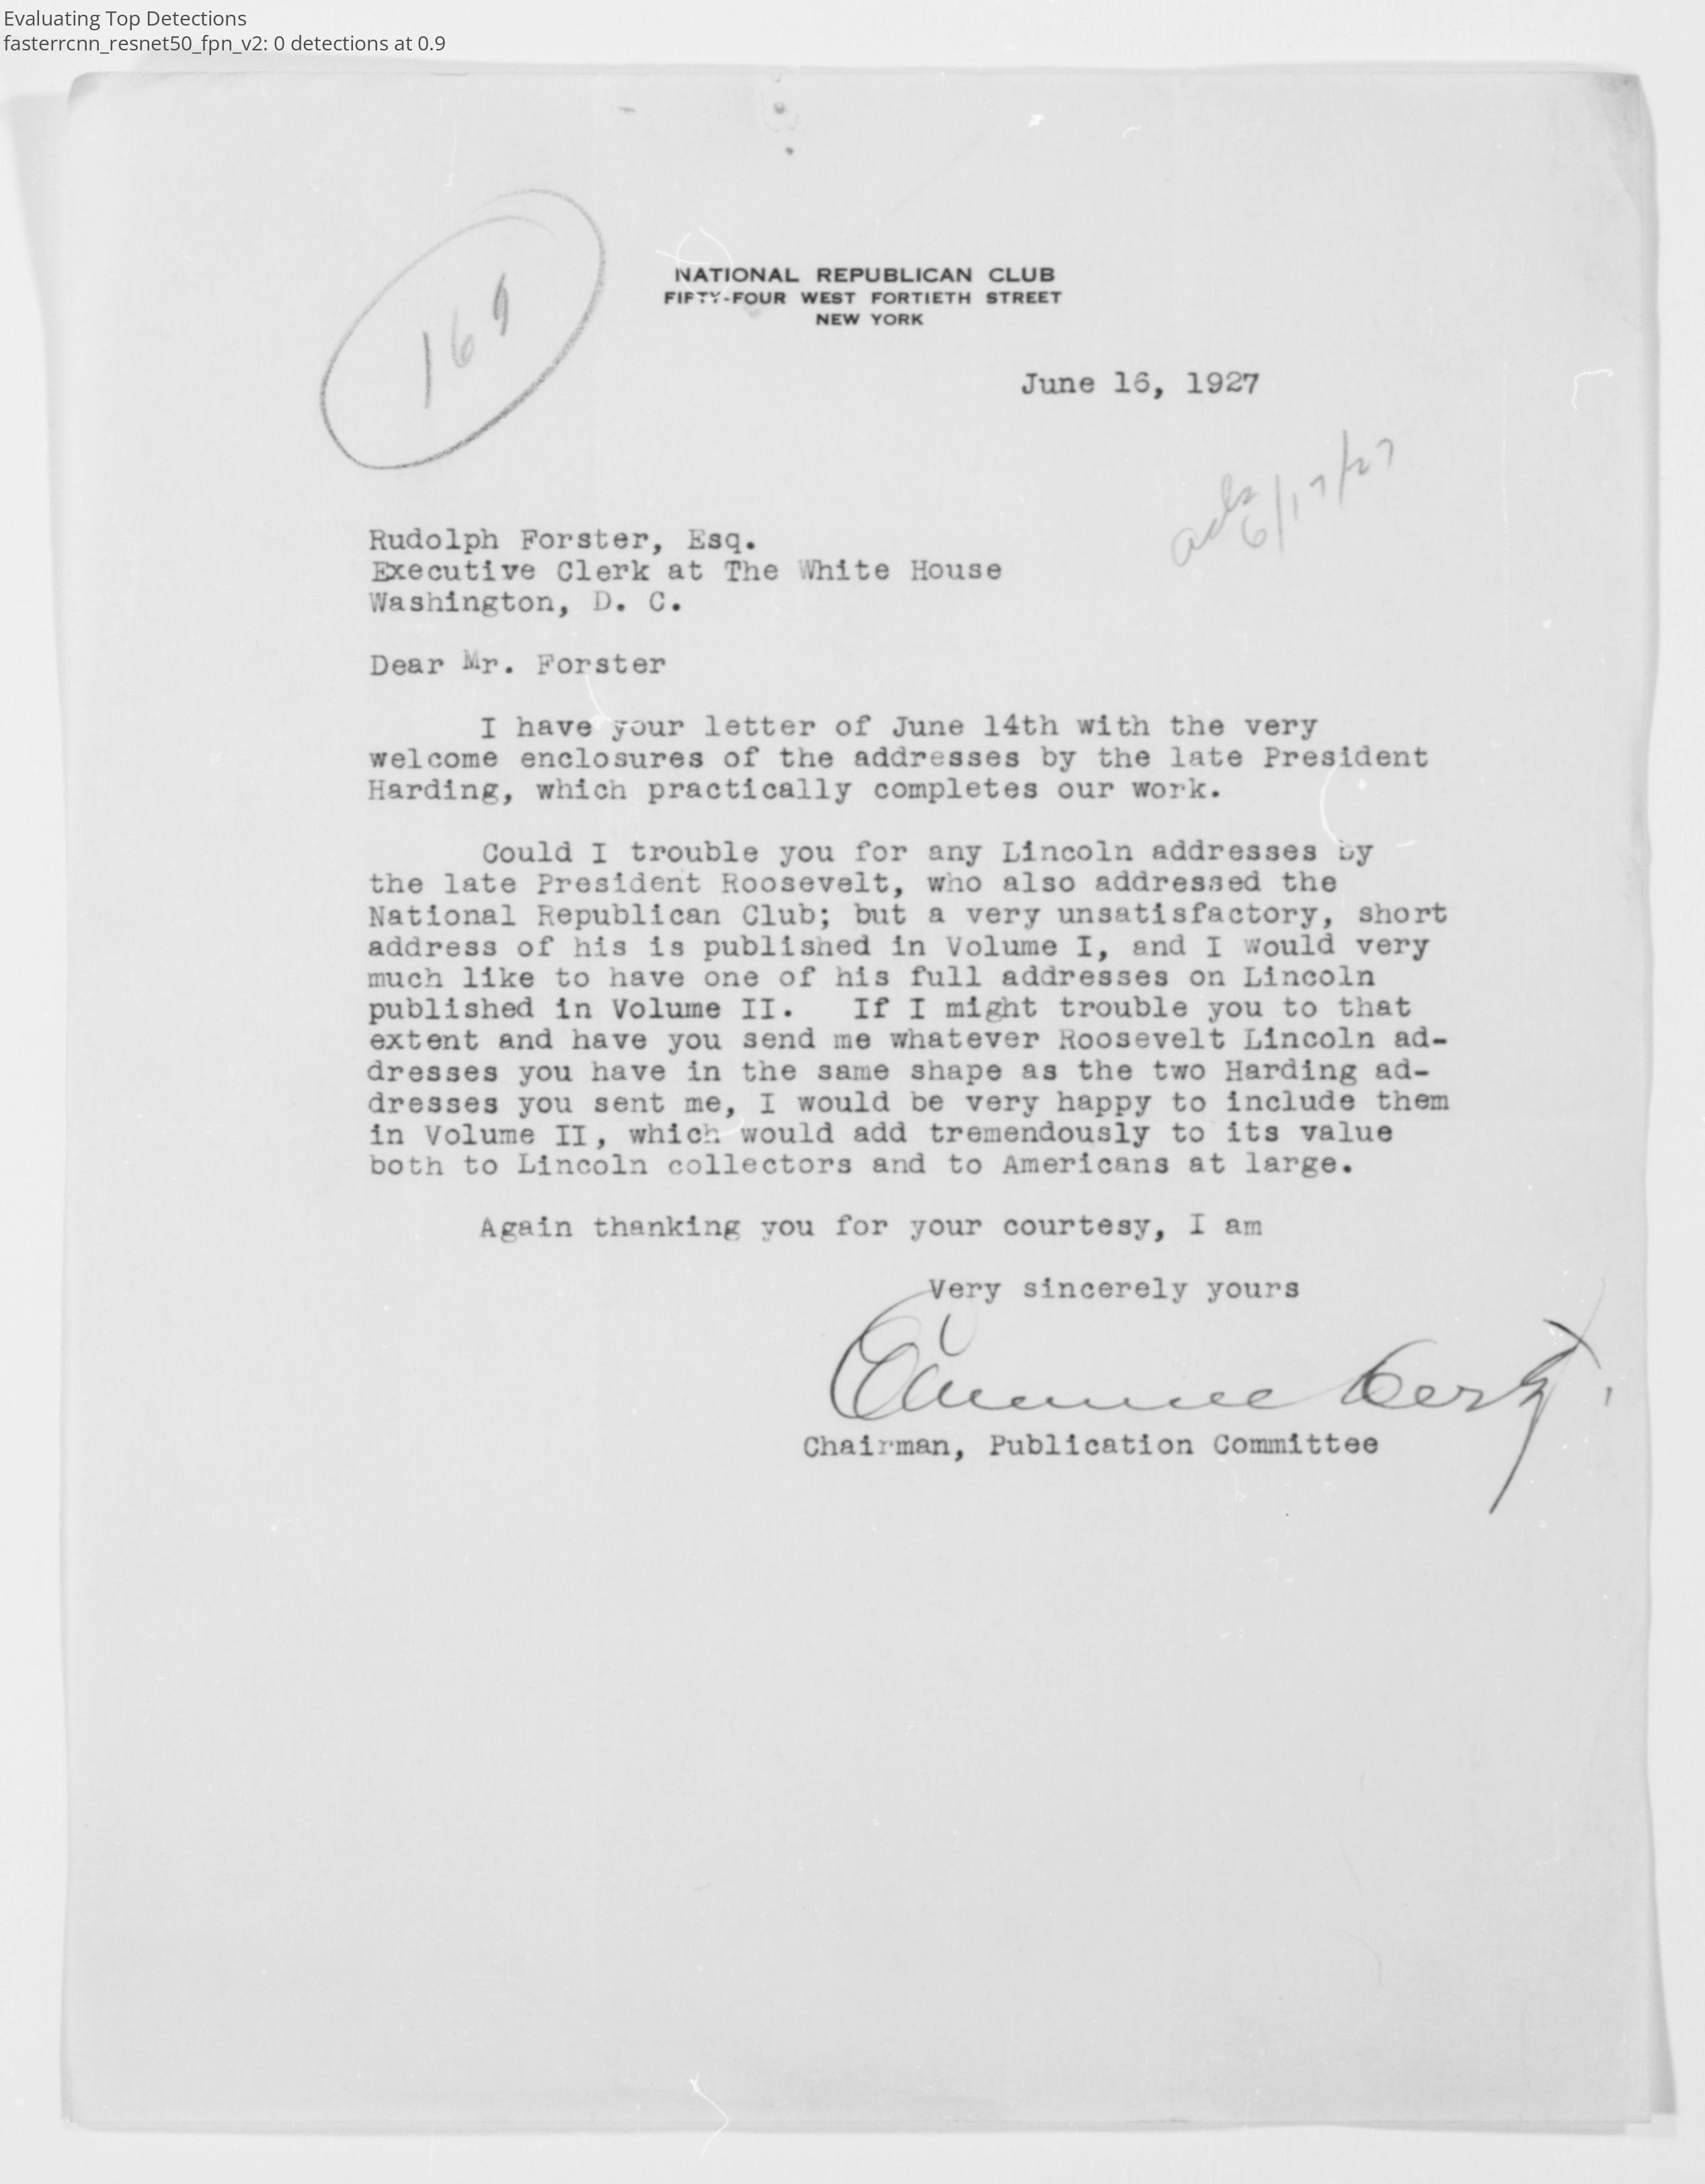 Evaluating Top Detections
fasterrcnn_resnet50_fpn_v2: 0 detections at 0.9
169
NATIONAL REPUBLICAN CLUB
FIFTY-FOUR WEST FORTIETH STREET
NEW YORK
June 16, 1927
6/17/27
Rudolph Forster, Esq.
Executive Clerk at The White House
Washington, D. C.
Dear Mr. Forster
I have your letter of June 14th with the very
welcome enclosures of the addresses by the late President
Harding, which practically completes our work.
Could I trouble you for any Lincoln addresses by
the late President Roosevelt, who also addressed the
National Republican Club; but a very unsatisfactory, short
address of his is published in Volume I, and I would very
much like to have one of his full addresses on Lincoln
published in Volume II. If I might trouble you to that
extent and have you send me whatever Roosevelt Lincoln ad-
dresses you have in the same shape as the two Harding ad-
dresses you sent me, I would be very happy to include them
in Volume II, which would add tremendously to its value
both to Lincoln collectors and to Americans at large.
Again thanking you for your courtesy, I am
Very sincerely yours
Chairman, Publication Committee